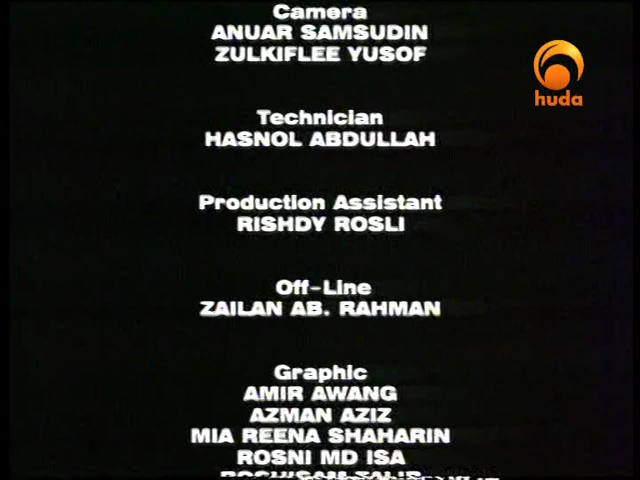 Camera
ANUAR SAMSUDIN
ZULKIFLEE YUSOF
huda
Technician
HASNOL ABDULLAH
Production Assistant
RISHDY ROSLI
Off-Line
ZAILAN AB. RAHMAN
Graphic
AMIR AWANG
AZMAN AZIZ
MIA REENA SHAHARIN
ROSNI MD ISA